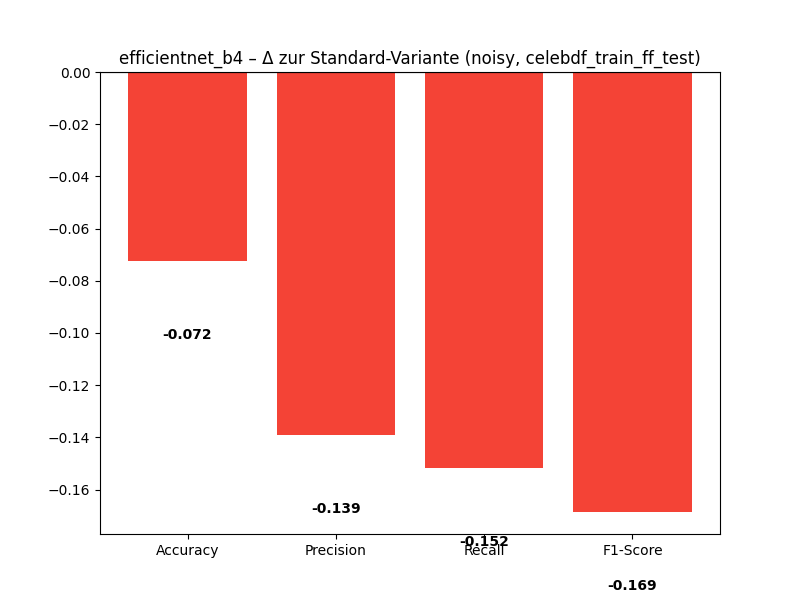 efficientnet_b4 – Δ zur Standard-Variante (noisy, celebdf_train_ff_test)
0.00
−0.02
−0.04
−0.06
−0.08
−0.10
−0.12
−0.14
−0.16
-0.072
-0.139
-0.152
-0.169
Accuracy
Precision
Recall
F1-Score